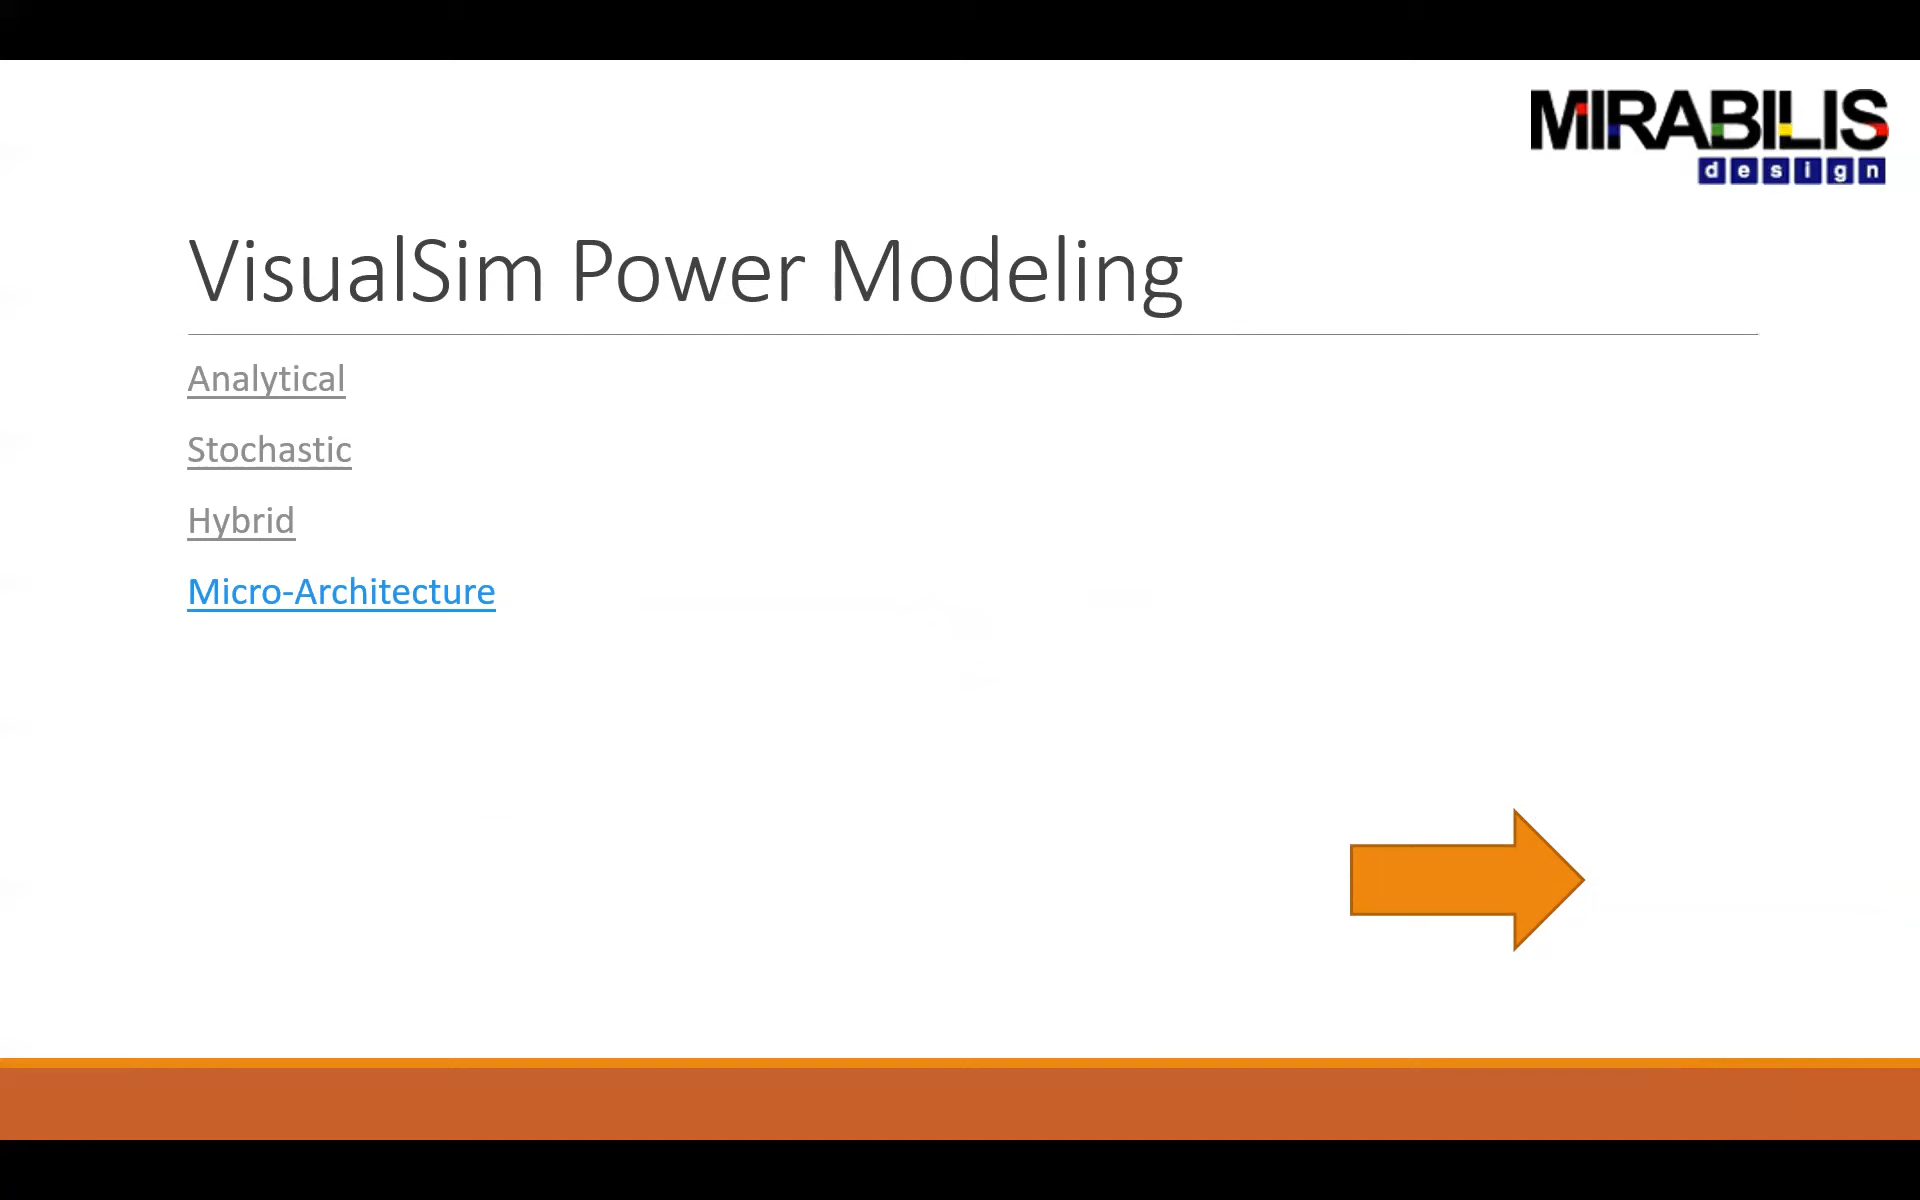 MIRABILIS
design
VisualSim Power Modeling
Analytical
Stochastic
Hybrid
Micro-Architecture